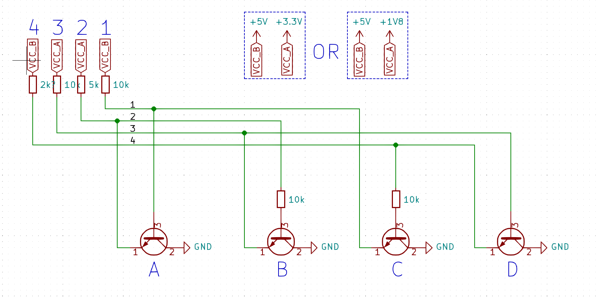 +5V +3.3V OR +5V +1V8
4 3 2 1
VCC_B VCC_A VCC_A VCC_B VCC_B VCC_A VCC_B VCC_A
2k7 10k 5k 10k
1
2
3
4
10k 10k
3 3 3 3
1 2 GND 1 2 GND 1 2 GND 1 2 GND
A B C D